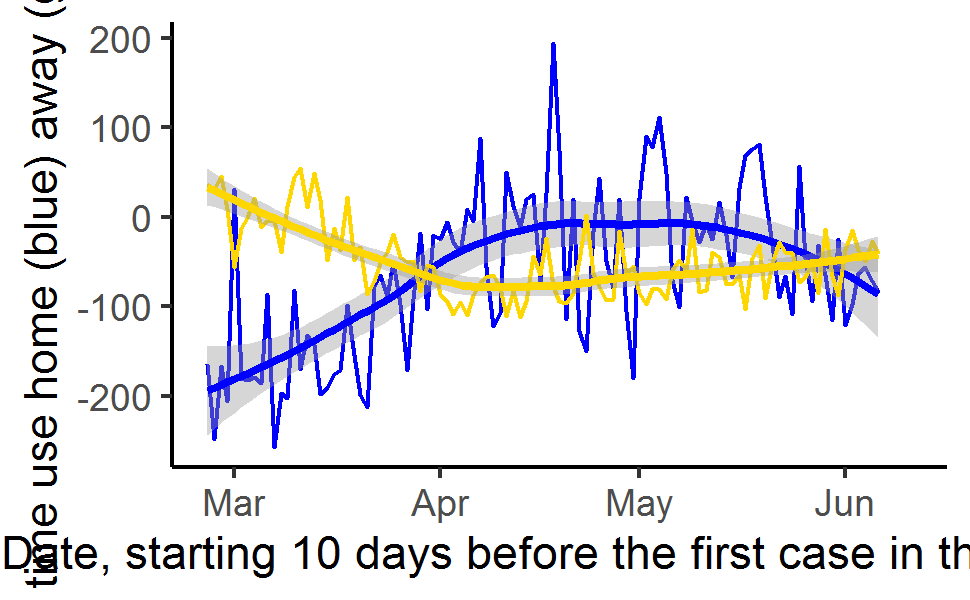 time use home (blue) away (g
200
100
0
-100
-200
Mar Apr May Jun
Date, starting 10 days before the first case in th